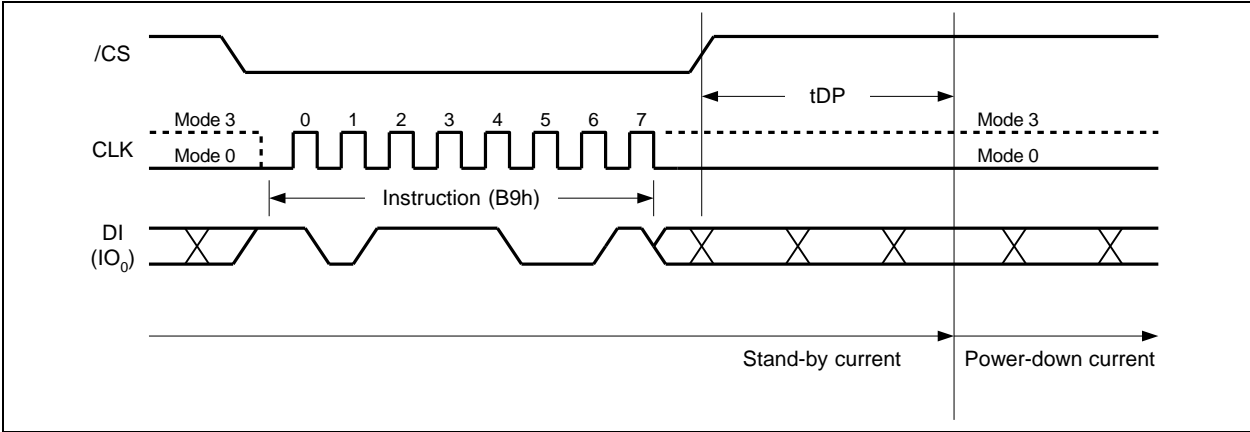 /CS
tDP
Mode 3 0 1 2 3 4 5 6 7 Mode 3
CLK
Mode 0 Mode 0
Instruction (B9h)
DI
(IO₀)
Stand-by current Power-down current